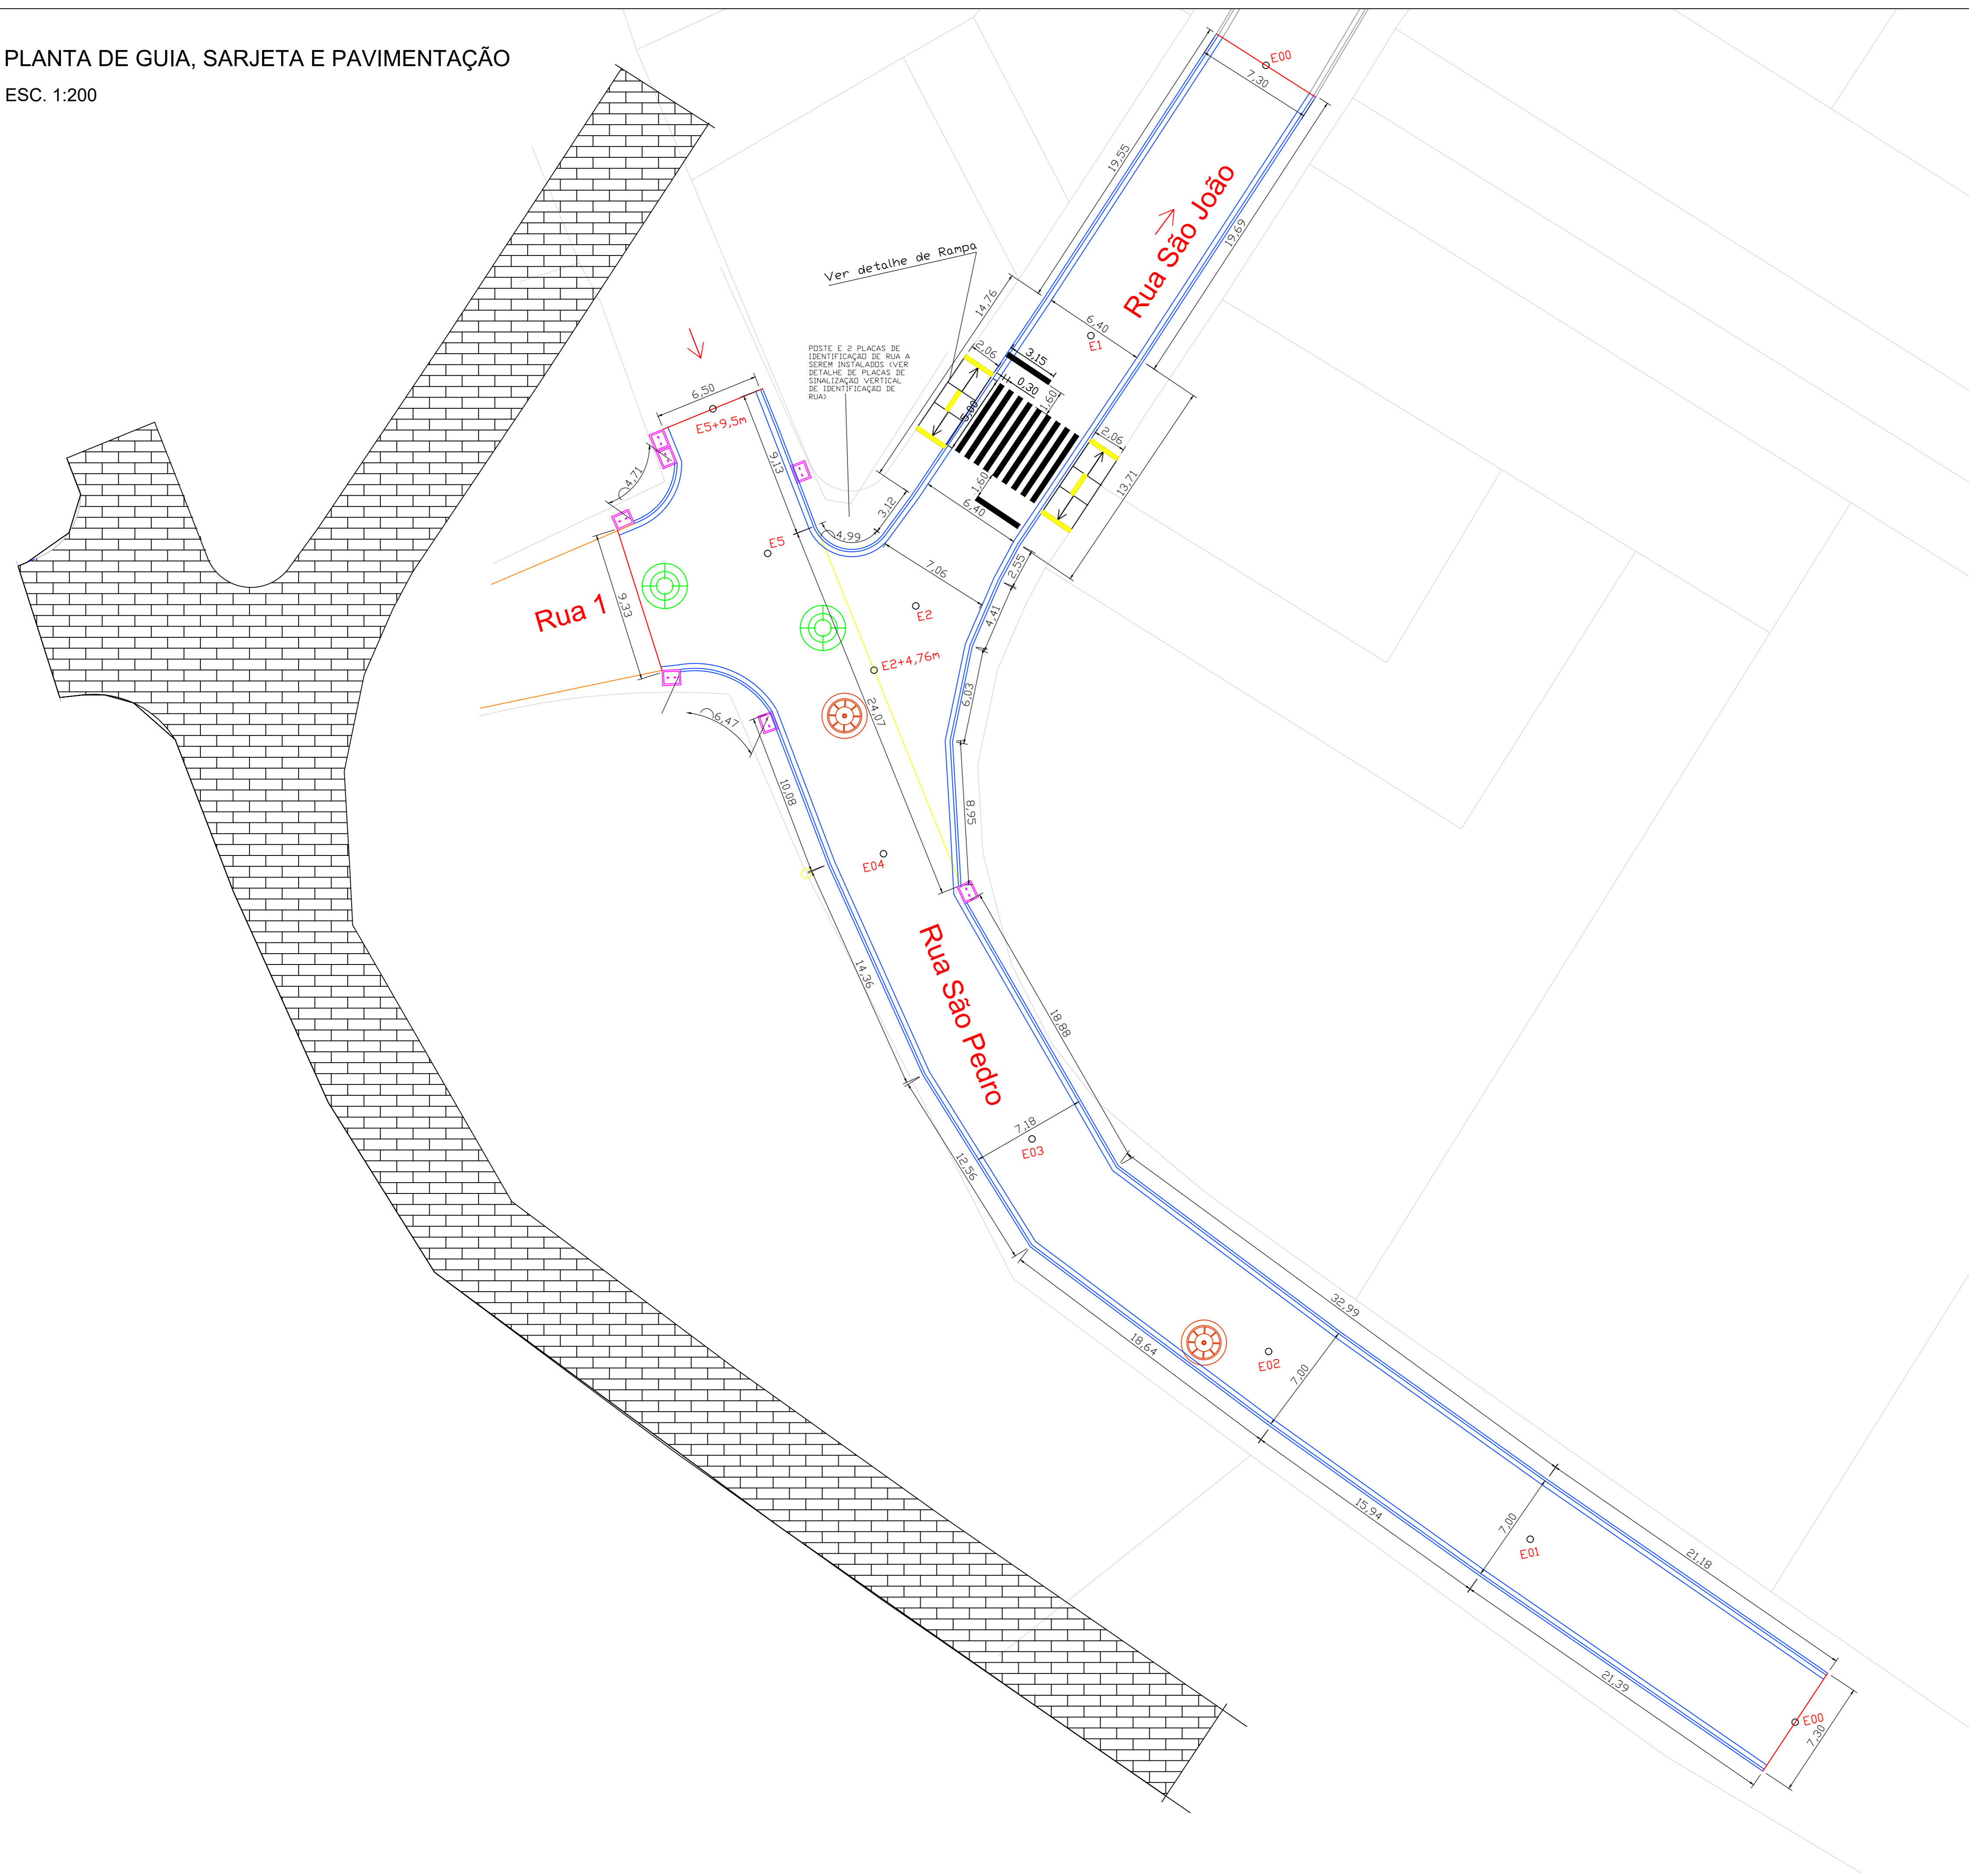 PLANTA DE GUIA, SARJETA E PAVIMENTAÇÃO
ESC. 1:200
E00
7,30
19,55
Rua São João
19,69
Ver detalhe de Rampa
14,76
6,40
E1
2,06
3,15
0,30
1,60
5,00
POSTE E 2 PLACAS DE
IDENTIFICAÇÃO DE RUA A
SEREM INSTALADOS (VER
DETALHE DE PLACAS DE
SINALIZAÇÃO VERTICAL
DE IDENTIFICAÇÃO DE
RUA)
6,50
E5+9,5m
9,13
4,71
2,06
13,71
1,60
6,40
3,12
4,99
E5
7,06
2,55
4,41
Rua 1
9,33
E2
E2+4,76m
6,03
24,07
6,47
10,08
8,95
E04
14,36
Rua São Pedro
18,88
7,18
E03
12,56
32,99
18,64
E02
7,00
15,94
7,00
E01
21,18
21,39
E00
7,30